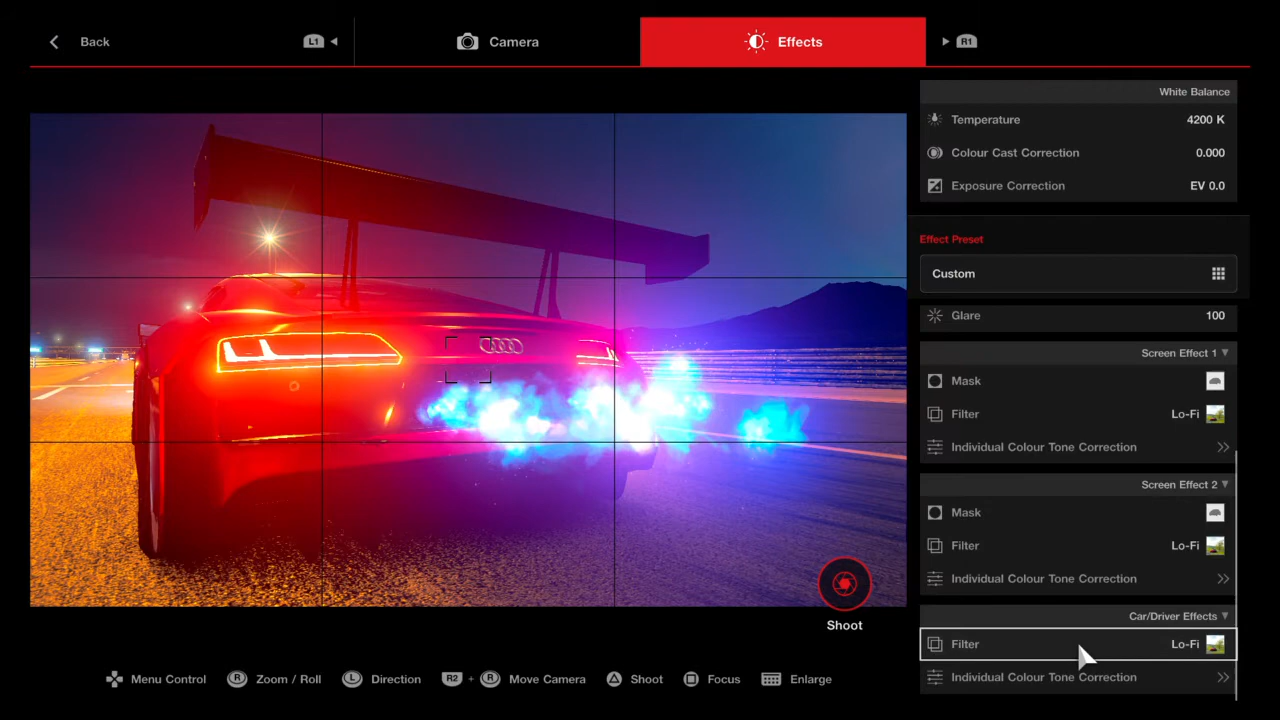 Back
L1
Camera
Effects
R1
White Balance
Temperature 4200 K
Colour Cast Correction 0.000
Exposure Correction EV 0.0
Effect Preset
Custom
Glare 100
Screen Effect 1
Mask
Filter Lo-Fi
Individual Colour Tone Correction
Screen Effect 2
Mask
Filter Lo-Fi
Individual Colour Tone Correction
Car/Driver Effects
Filter Lo-Fi
Individual Colour Tone Correction
Shoot
Menu Control R Zoom / Roll L Direction R2 + R Move Camera Shoot Focus Enlarge